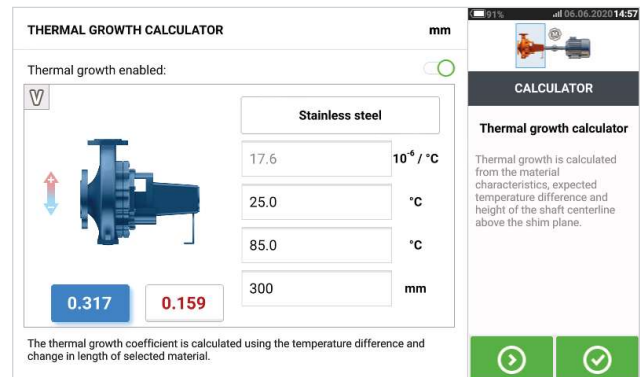 THERMAL GROWTH CALCULATOR
mm
Thermal growth enabled:
V
Stainless steel
17.6
10⁻⁶ / °C
25.0
°C
85.0
°C
300
mm
0.317
0.159
The thermal growth coefficient is calculated using the temperature difference and
change in length of selected material.
91%
06.06.2020 14:57
CALCULATOR
Thermal growth calculator
Thermal growth is calculated
from the material
characteristics, expected
temperature difference and
height of the shaft centerline
above the shim plane.